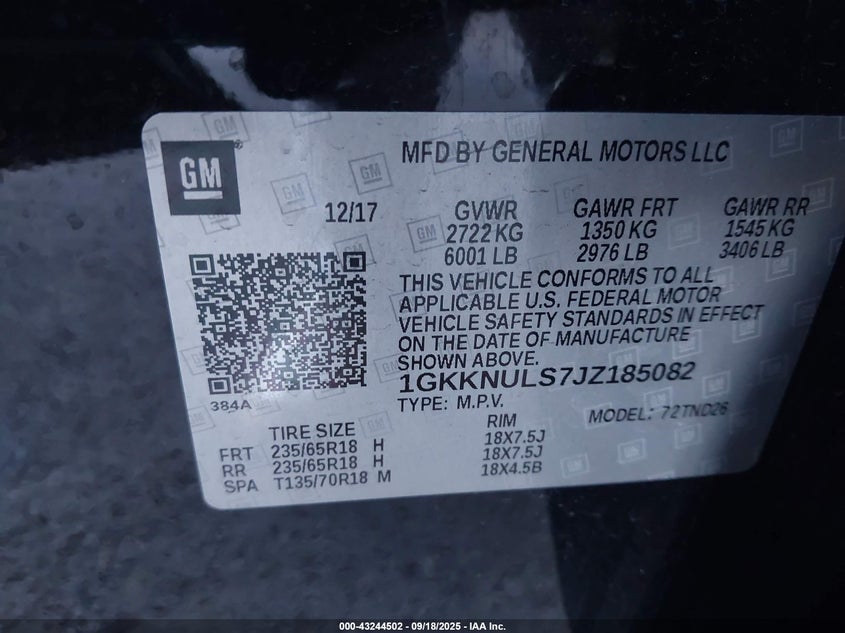 GM
MFD BY GENERAL MOTORS LLC
12/17
GVWR GAWR FRT GAWR RR
2722 KG 1350 KG 1545 KG
6001 LB 2976 LB 3406 LB
THIS VEHICLE CONFORMS TO ALL
APPLICABLE U.S. FEDERAL MOTOR
VEHICLE SAFETY STANDARDS IN EFFECT
ON THE DATE OF MANUFACTURE
SHOWN ABOVE.
1GKKNULS7JZ185082
384A
TYPE: M.P.V. MODEL: 72TND26
TIRE SIZE RIM
FRT 235/65R18 H 18X7.5J
RR 235/65R18 H 18X7.5J
SPA T135/70R18 M 18X4.5B
000-43244502 - 09/18/2025 - IAA Inc.